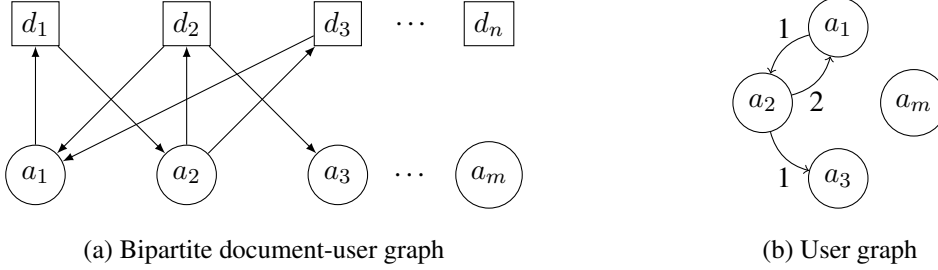 d₁ d₂ d₃ ⋯ dₙ
a₁ a₂ a₃ ⋯ aₘ
(a) Bipartite document-user graph
1 a₁
a₂ 2 aₘ
1 a₃
(b) User graph